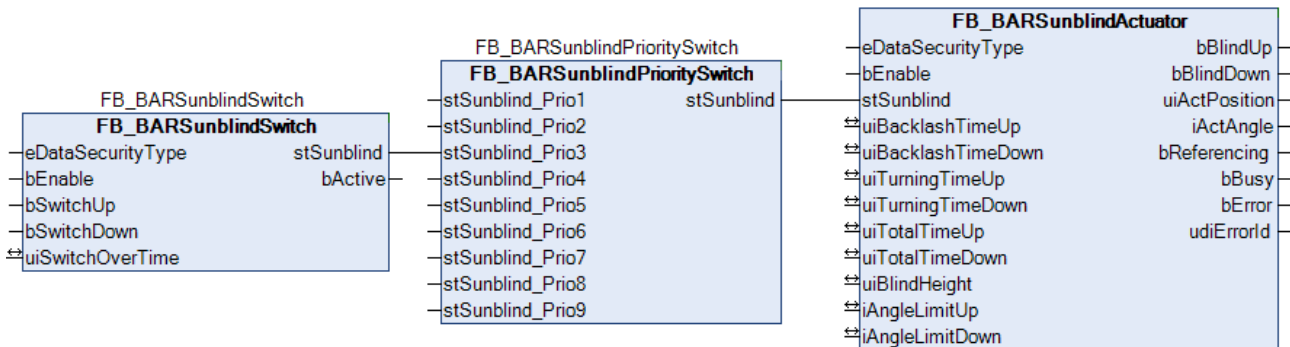 FB_BARSunblindSwitch
FB_BARSunblindSwitch
eDataSecurityType stSunblind
bEnable bActive
bSwitchUp
bSwitchDown
uiSwitchOverTime
FB_BARSunblindPrioritySwitch
FB_BARSunblindPrioritySwitch
stSunblind_Prio1 stSunblind
stSunblind_Prio2
stSunblind_Prio3
stSunblind_Prio4
stSunblind_Prio5
stSunblind_Prio6
stSunblind_Prio7
stSunblind_Prio8
stSunblind_Prio9
FB_BARSunblindActuator
eDataSecurityType bBlindUp
bEnable bBlindDown
stSunblind uiActPosition
uiBacklashTimeUp iActAngle
uiBacklashTimeDown bReferencing
uiTurningTimeUp bBusy
uiTurningTimeDown bError
uiTotalTimeUp udiErrorId
uiTotalTimeDown
uiBlindHeight
iAngleLimitUp
iAngleLimitDown